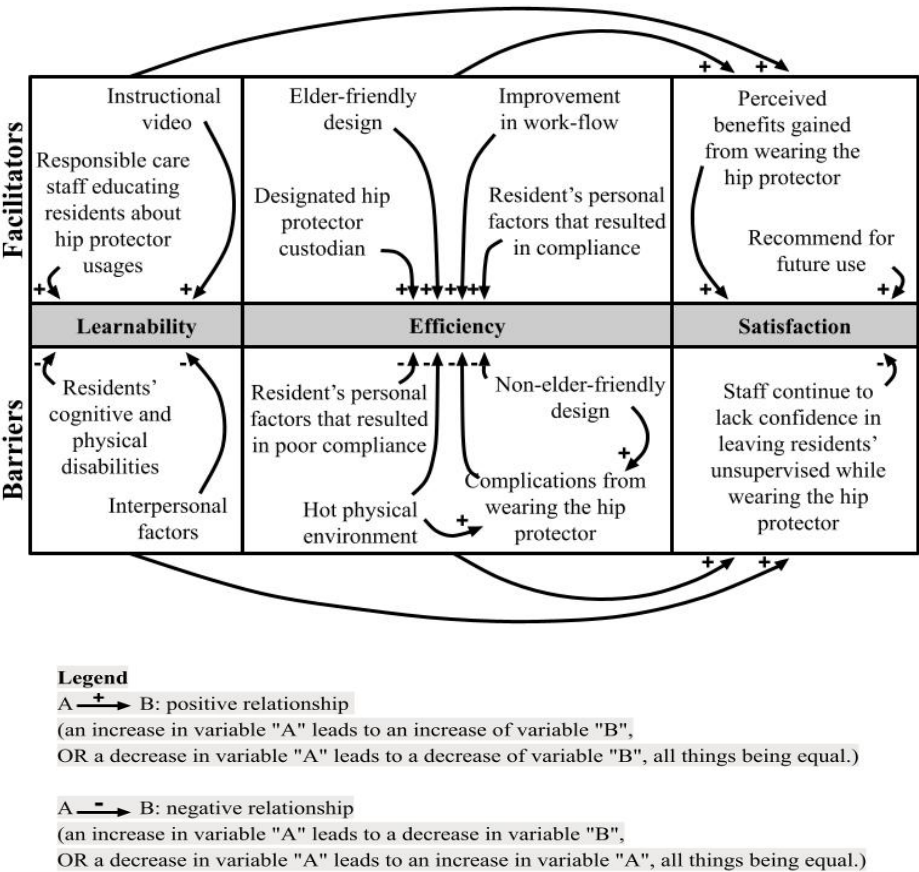 + +
Facilitators
Instructional
video
Responsible care
staff educating
residents about
hip protector
usages
+ +
Elder-friendly
design
Improvement
in work-flow
Designated hip
protector
custodian
Resident's personal
factors that resulted
in compliance
+ + + +
Perceived
benefits gained
from wearing the
hip protector
Recommend for
future use
+ +
Learnability
Efficiency
Satisfaction
Barriers
- -
Residents'
cognitive and
physical
disabilities
Interpersonal
factors
- - - -
Resident's personal
factors that resulted
in poor compliance
Non-elder-friendly
design
+
Hot physical
environment
+
Complications from
wearing the hip
protector
-
Staff continue to
lack confidence in
leaving residents'
unsupervised while
wearing the hip
protector
+ +
Legend
A + B: positive relationship
(an increase in variable "A" leads to an increase of variable "B",
OR a decrease in variable "A" leads to a decrease of variable "B", all things being equal.)
A - B: negative relationship
(an increase in variable "A" leads to a decrease in variable "B",
OR a decrease in variable "A" leads to an increase in variable "A", all things being equal.)